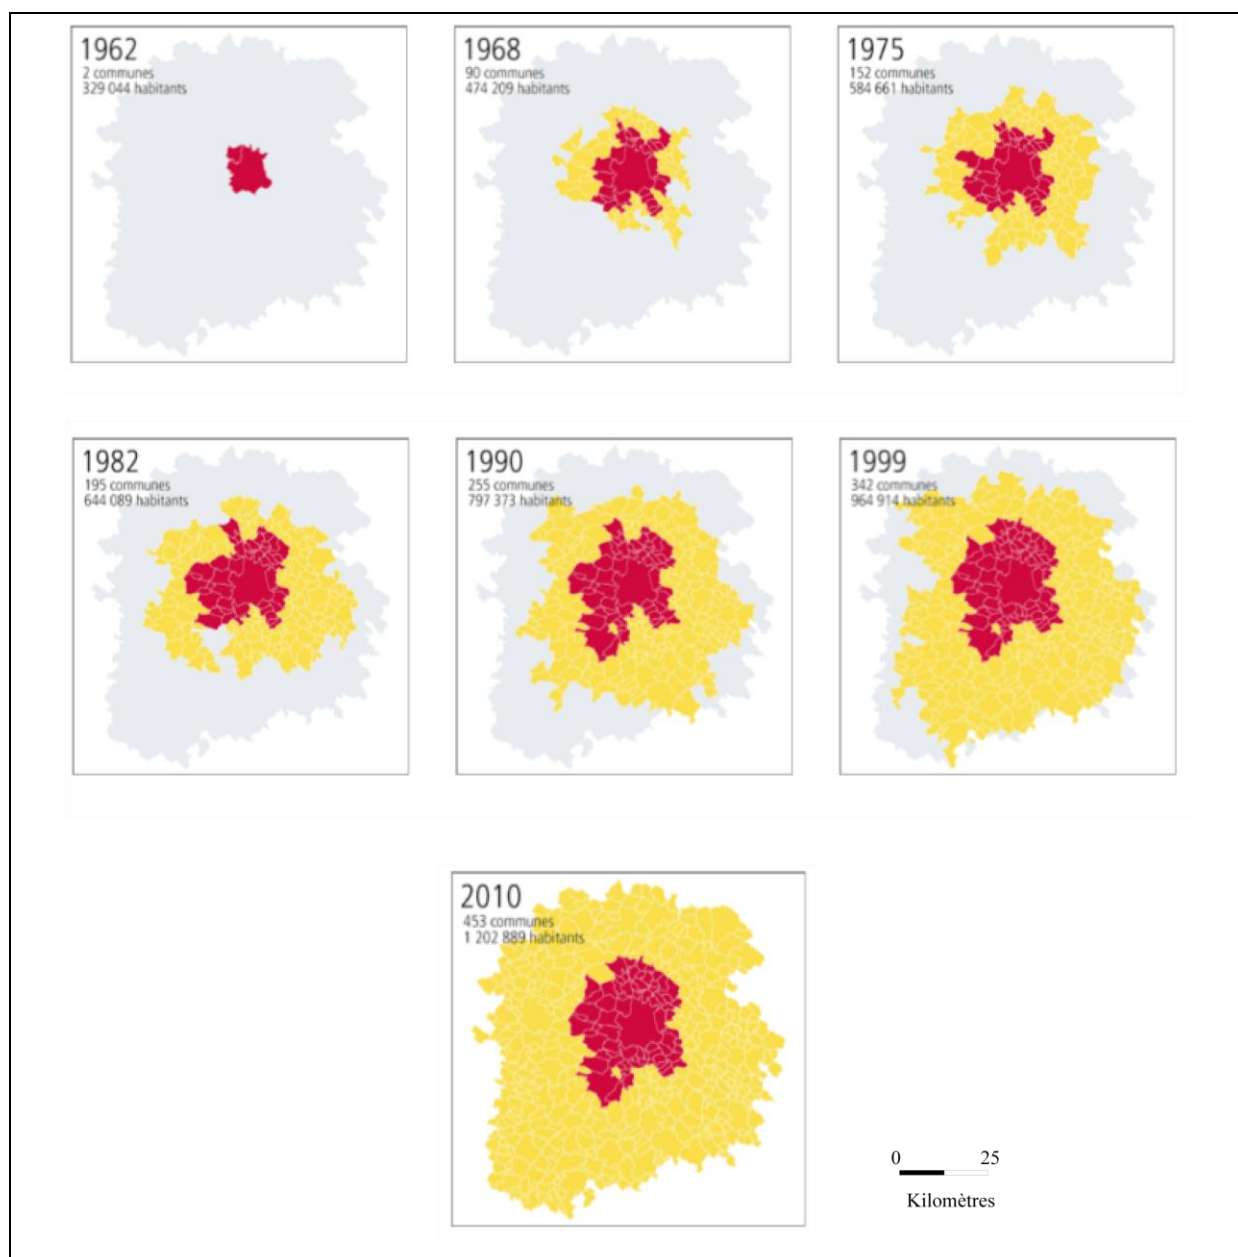 1962
2 communes
329 044 habitants
1968
90 communes
474 209 habitants
1975
152 communes
584 661 habitants
1982
195 communes
644 089 habitants
1990
255 communes
797 373 habitants
1999
342 communes
964 914 habitants
2010
453 communes
1 202 889 habitants
0 25
Kilomètres